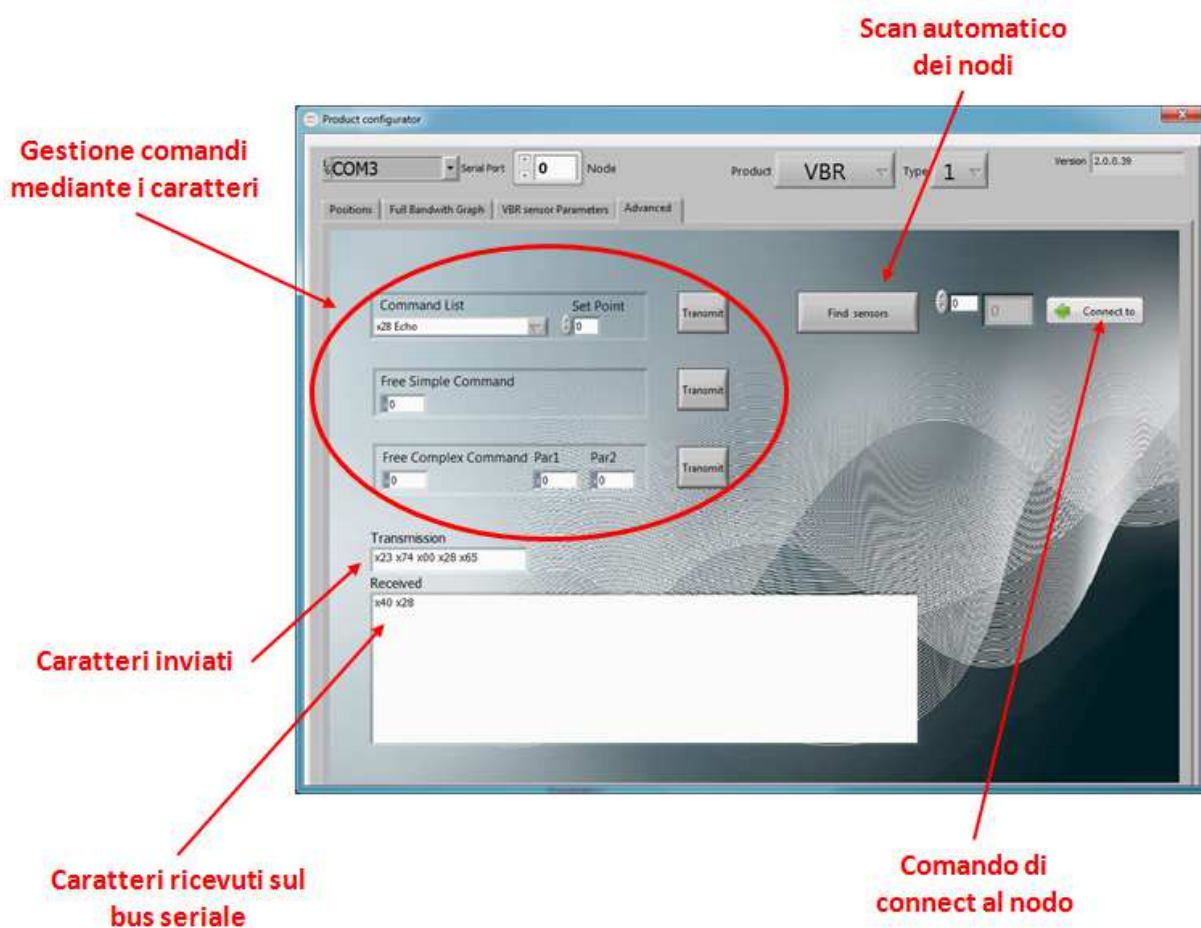 Scan automatico
dei nodi
Gestione comandi
mediante i caratteri
Product configurator
COM3 Serial Port 0 Node Product VBR Type 1 Version 2.0.0.39
Positions Full Bandwith Graph VBR sensor Parameters Advanced
Command List Set Point
x28 Echo 0 Transmit
Find sensors 0 0 Connect to
Free Simple Command
0 Transmit
Free Complex Command Par1 Par2
0 0 0 Transmit
Transmission
x23 x74 x00 x28 x65
Received
x40 x28
Caratteri inviati
Caratteri ricevuti sul
bus seriale
Comando di
connect al nodo